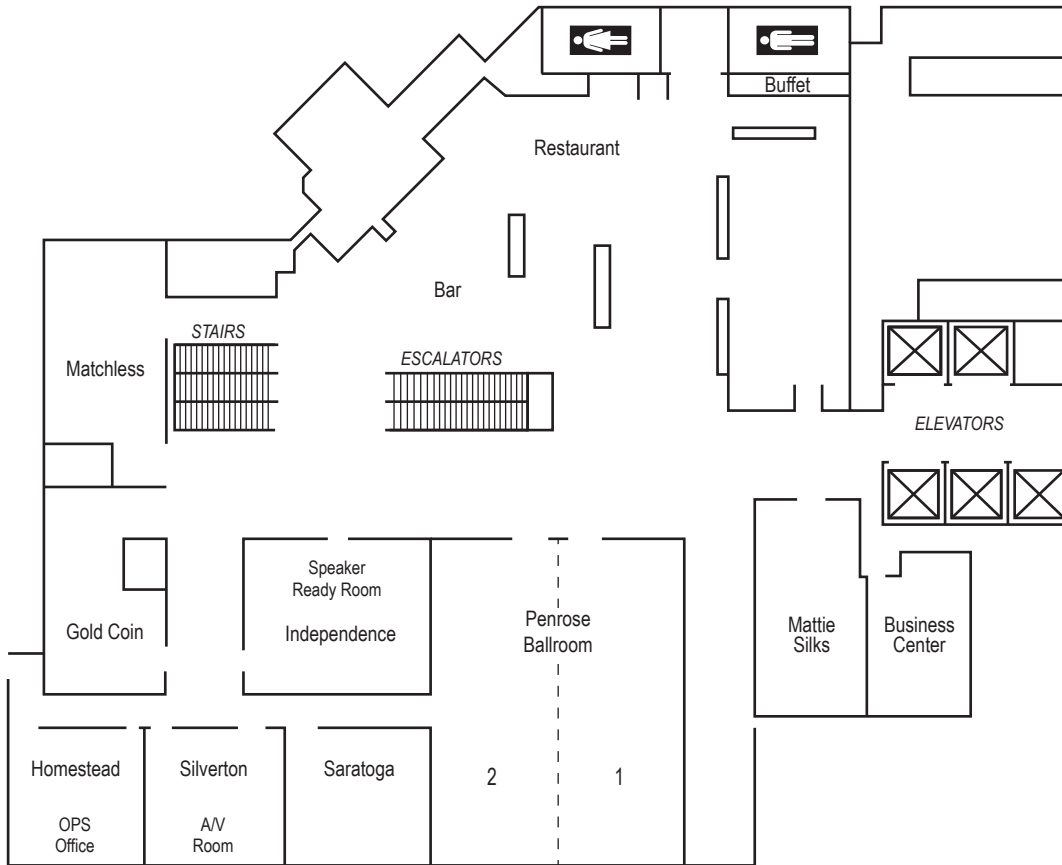 Buffet
Restaurant
Bar
STAIRS
ESCALATORS
Matchless
ELEVATORS
Speaker
Ready Room
Independence
Penrose
Ballroom
Gold Coin
Mattie
Silks
Business
Center
Homestead
Silverton
Saratoga
2
1
OPS
Office
A/V
Room